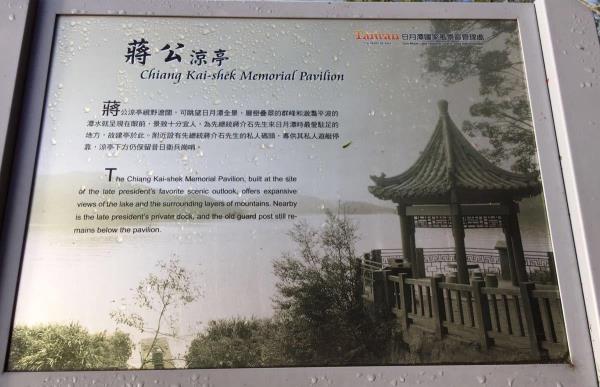 Taiwan 日月潭國家風景區管理處
蔣公涼亭
Chiang Kai-shek Memorial Pavilion
蔣公涼亭視野遼闊，可眺望日月潭全景，層樹疊翠的群峰和瀲灩平波的
潭水就呈現在眼前，景致十分宜人，為先總統蔣介石先生來日月潭時最愛駐足的
地方，故建亭於此。附近設有先總統蔣介石先生的私人碼頭，專供其私人遊艇停
靠，涼亭下方仍保留昔日衛兵崗哨。
The Chiang Kai-shek Memorial Pavilion, built at the site
of the late president's favorite scenic outlook, offers expansive
views of the lake and the surrounding layers of mountains. Nearby
is the late president's private dock, and the old guard post still re-
mains below the pavilion.